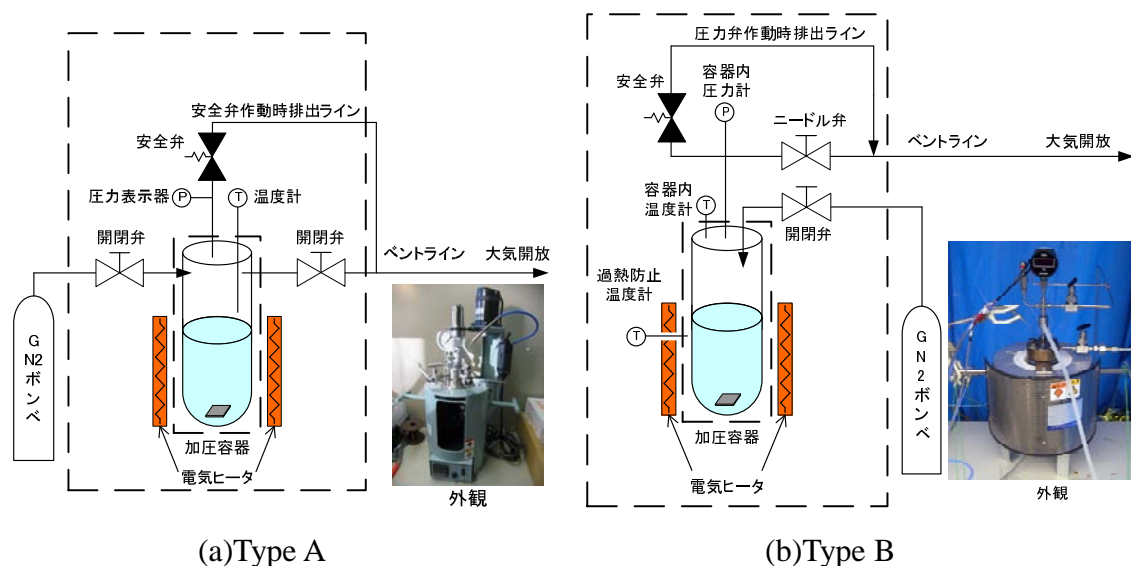 安全弁作動時排出ライン
安全弁
圧力表示器
P
T
温度計
開閉弁
開閉弁
ベントライン
大気開放
G
N2
ボ
ン
ベ
加圧容器
電気ヒータ
外観
(a)Type A
圧力弁作動時排出ライン
安全弁
容器内
圧力計
P
ニードル弁
ベントライン
大気開放
容器内
温度計
T
開閉弁
過熱防止
温度計
T
G
N
2
ボ
ン
ベ
加圧容器
電気ヒータ
外観
(b)Type B